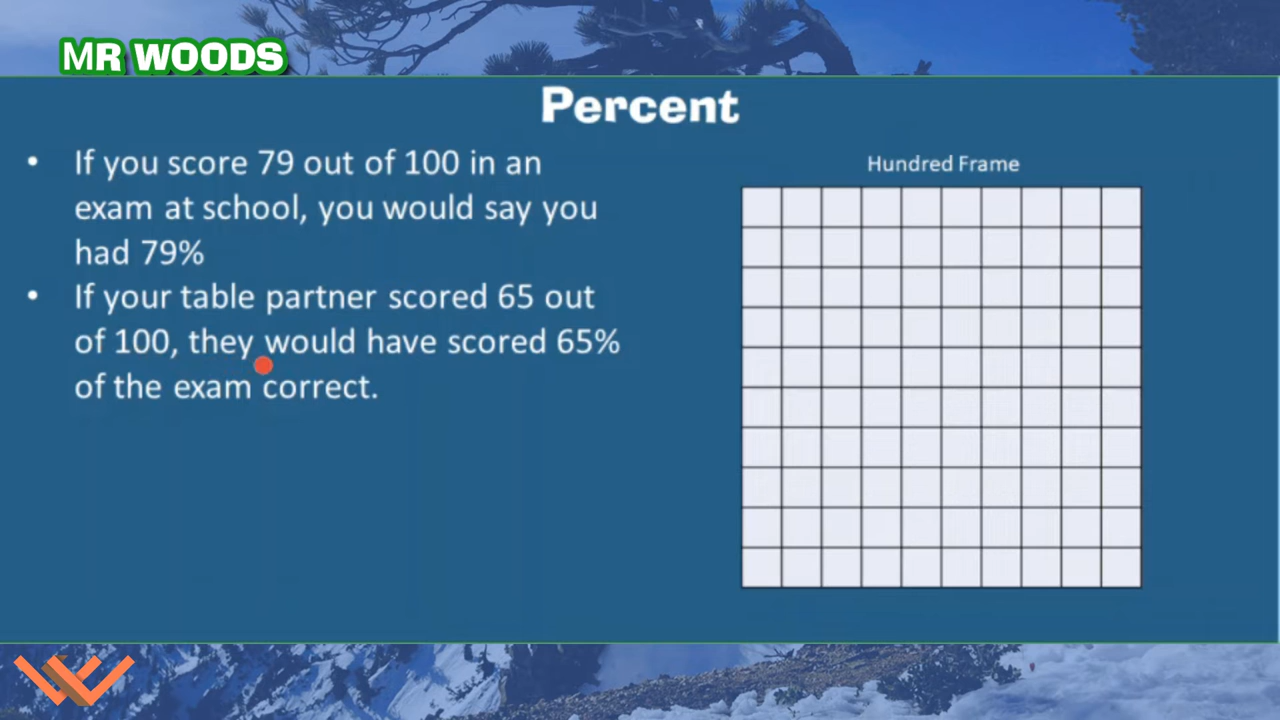 MR WOODS
Percent
• If you score 79 out of 100 in an
exam at school, you would say you
had 79%
• If your table partner scored 65 out
of 100, they would have scored 65%
of the exam correct.
Hundred Frame